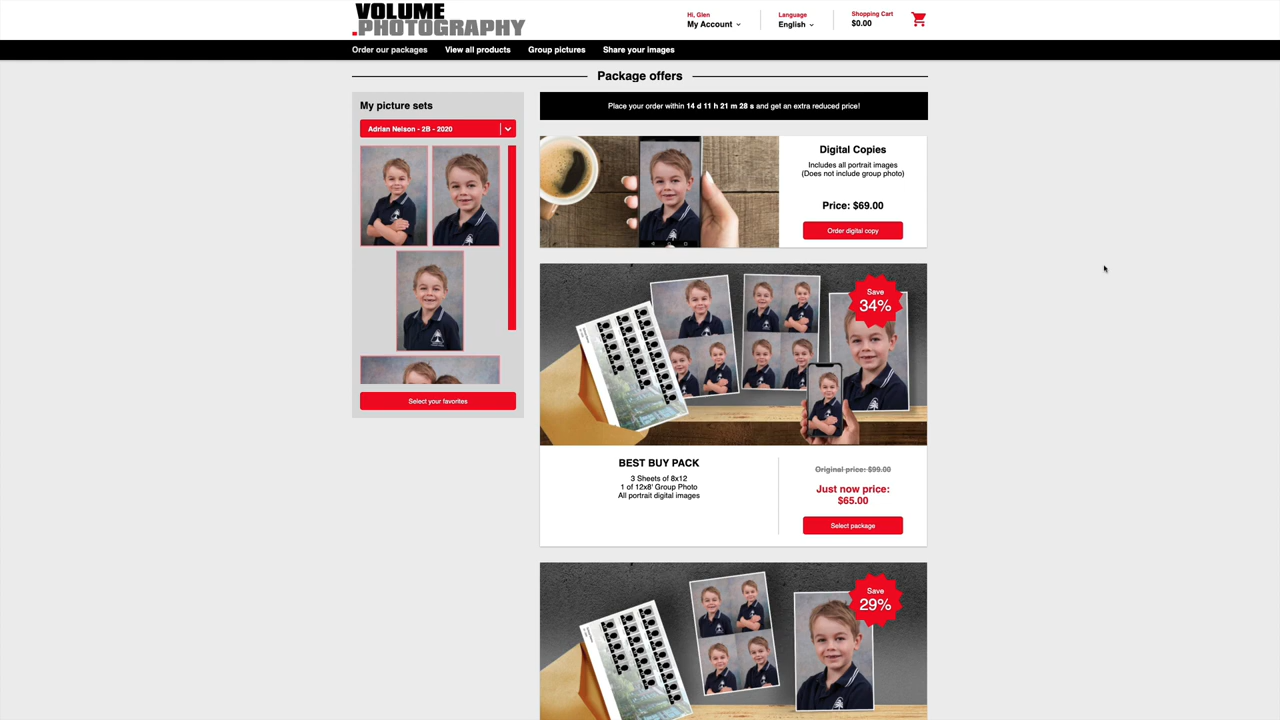 VOLUME
.PHOTOGRAPHY
Hi, Glen
My Account
Language
English
Shopping Cart
$0.00
Order our packages
View all products
Group pictures
Share your images
Package offers
My picture sets
Adrian Nelson - 2B - 2020
Select your favorites
Place your order within 14 d 11 h 21 m 28 s and get an extra reduced price!
Digital Copies
Includes all portrait images
(Does not include group photo)
Price: $69.00
Order digital copy
Save
34%
BEST BUY PACK
3 Sheets of 8x12
1 of 12x8' Group Photo
All portrait digital images
Original price: $99.00
Just now price:
$65.00
Select package
Save
29%